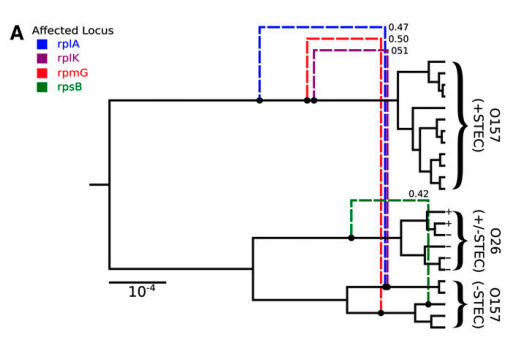 A
Affected Locus
rplA
rplK
rpmG
rpsB
0.47
0.50
051
O157
(+STEC)
0.42
+
+
−
−
−
O26
(+/-STEC)
10-4
O157
(-STEC)